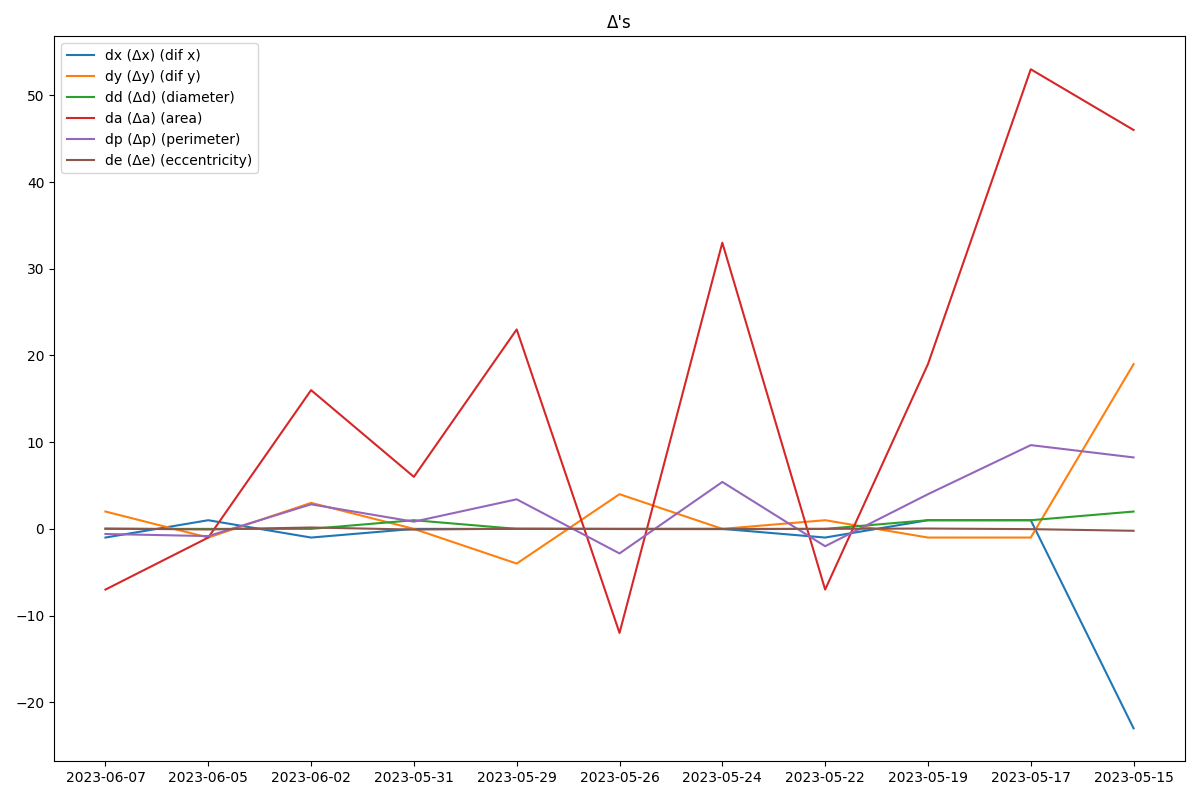 Δ's
dx (Δx) (dif x)
dy (Δy) (dif y)
dd (Δd) (diameter)
da (Δa) (area)
dp (Δp) (perimeter)
de (Δe) (eccentricity)
50
40
30
20
10
0
−10
−20
2023-06-07 2023-06-05 2023-06-02 2023-05-31 2023-05-29 2023-05-26 2023-05-24 2023-05-22 2023-05-19 2023-05-17 2023-05-15